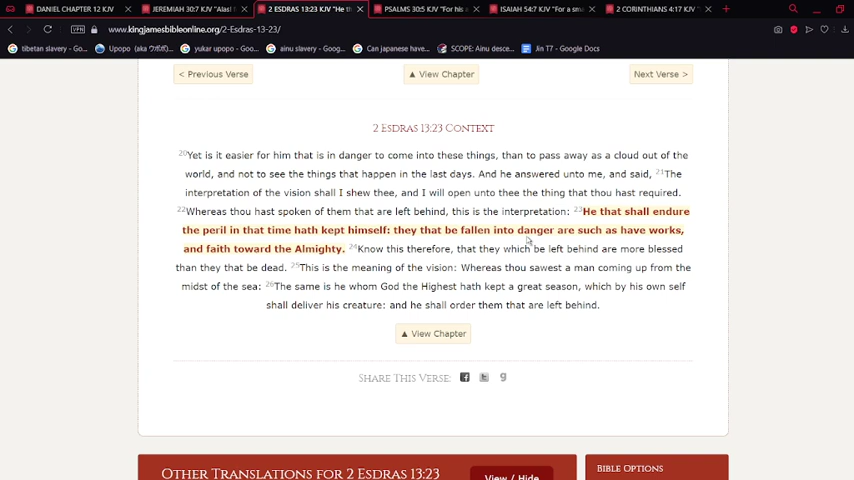 DANIEL CHAPTER 12 KJV
JEREMIAH 30:7 KJV "Alas!
2 ESDRAS 13:23 KJV "He th
PSALMS 30:5 KJV "For his a
ISAIAH 54:7 KJV "For a sma
2 CORINTHIANS 4:17 KJV "
VPN
www.kingjamesbibleonline.org/2-Esdras-13-23/
tibetan slavery - Go...
Upopo (aka ウポポ)...
yukar upopo - Goo...
ainu slavery - Goo...
Can japanese have...
SCOPE: Ainu desce...
Jin T7 - Google Docs
< Previous Verse
▲ View Chapter
Next Verse >
2 Esdras 13:23 Context
20Yet is it easier for him that is in danger to come into these things, than to pass away as a cloud out of the
world, and not to see the things that happen in the last days. And he answered unto me, and said, 21The
interpretation of the vision shall I shew thee, and I will open unto thee the thing that thou hast required.
22Whereas thou hast spoken of them that are left behind, this is the interpretation: 23He that shall endure
the peril in that time hath kept himself: they that be fallen into danger are such as have works,
and faith toward the Almighty. 24Know this therefore, that they which be left behind are more blessed
than they that be dead. 25This is the meaning of the vision: Whereas thou sawest a man coming up from the
midst of the sea: 26The same is he whom God the Highest hath kept a great season, which by his own self
shall deliver his creature: and he shall order them that are left behind.
▲ View Chapter
Share This Verse:
Other Translations for 2 Esdras 13:23
View / Hide
Bible Options